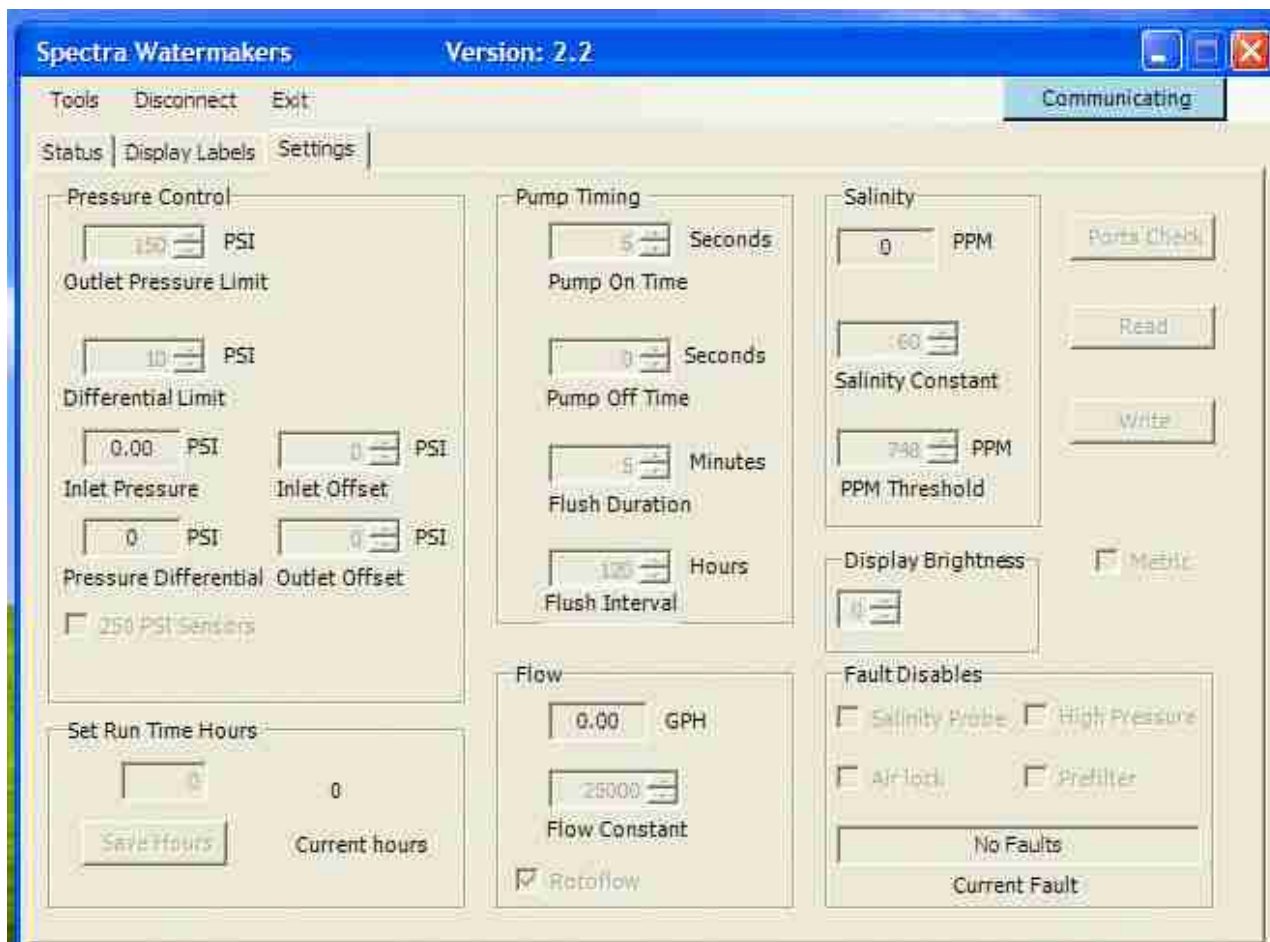 Spectra Watermakers Version: 2.2
Tools Disconnect Exit Communicating
Status Display Labels Settings
Pressure Control
150 PSI
Outlet Pressure Limit
10 PSI
Differential Limit
0.00 PSI 0 PSI
Inlet Pressure Inlet Offset
0 PSI 0 PSI
Pressure Differential Outlet Offset
250 PSI Sensors
Set Run Time Hours
0 0
Save Hours Current hours
Pump Timing
5 Seconds
Pump On Time
0 Seconds
Pump Off Time
5 Minutes
Flush Duration
120 Hours
Flush Interval
Flow
0.00 GPH
25000
Flow Constant
Rotoflow
Salinity
0 PPM
60
Salinity Constant
748 PPM
PPM Threshold
Display Brightness
0
Fault Disables
Salinity Probe High Pressure
Air lock Prefilter
No Faults
Current Fault
Ports Check
Read
Write
Metric